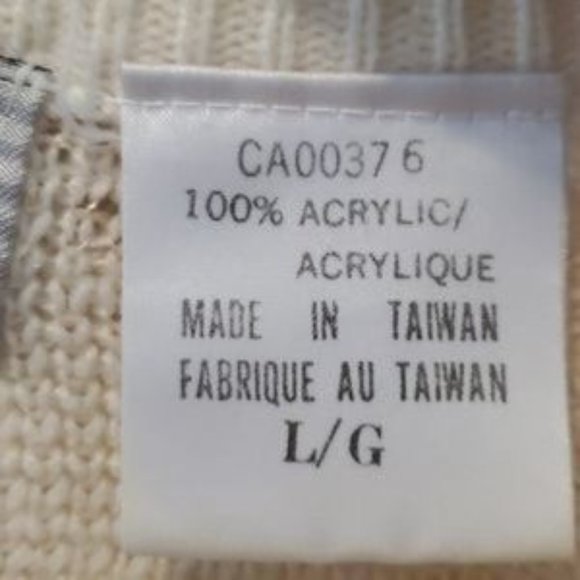 CA00376
100% ACRYLIC/
ACRYLIQUE
MADE IN TAIWAN
FABRIQUE AU TAIWAN
L/G